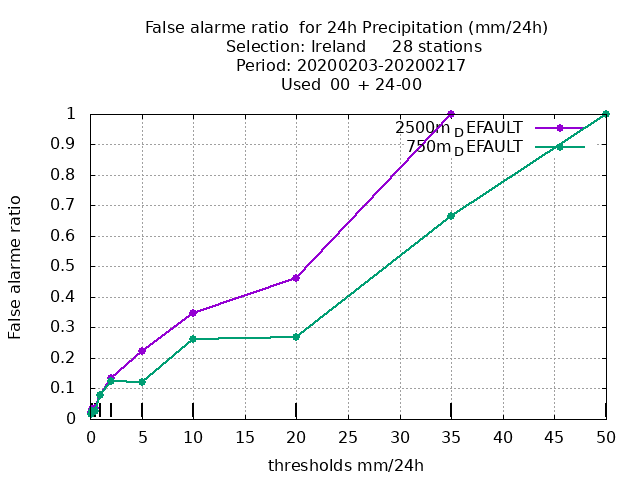 False alarme ratio  for 24h Precipitation (mm/24h)
Selection: Ireland     28 stations
Period: 20200203-20200217
Used  00 + 24-00
1
2500m_DEFAULT
0.9
750m_DEFAULT
0.8
0.7
0.6
0.5
0.4
0.3
0.2
0.1
0
False alarme ratio
0 5 10 15 20 25 30 35 40 45 50
thresholds mm/24h